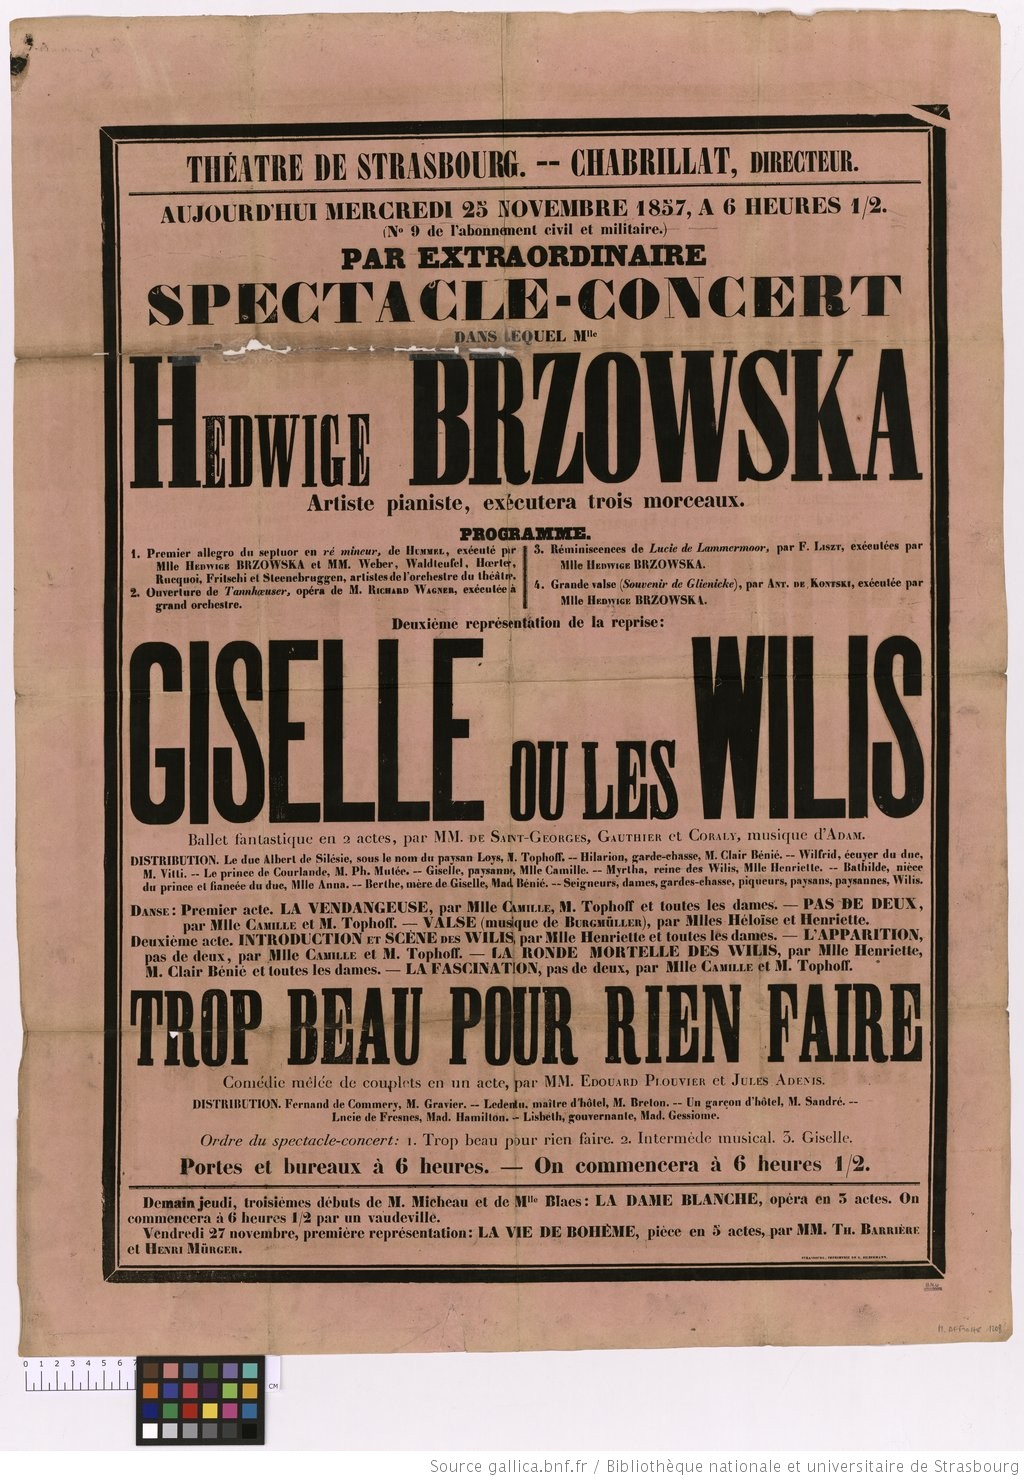 THÉATRE DE STRASBOURG. -- CHABRILLAT, DIRECTEUR.
AUJOURD'HUI MERCREDI 25 NOVEMBRE 1857, A 6 HEURES 1/2.
(No 9 de l'abonnement civil et militaire.)
PAR EXTRAORDINAIRE
SPECTACLE-CONCERT
DANS LEQUEL Mlle
HEDWIGE BRZOWSKA
Artiste pianiste, exécutera trois morceaux.
PROGRAMME.
1. Premier allegro du septuor en ré mineur, de HUMMEL, exécuté par
Mlle HEDWIGE BRZOWSKA et MM. Weber, Waldteufel, Hœrter,
Rucquoi, Fritschi et Steenebruggen, artistes de l'orchestre du théâtre.
2. Ouverture de Tannhœuser, opéra de M. RICHARD WAGNER, exécutée à
grand orchestre.
3. Réminiscences de Lucie de Lammermoor, par F. LISZT, exécutées par
Mlle HEDWIGE BRZOWSKA.
4. Grande valse (Souvenir de Glienicke), par ANT. DE KONTSKI, exécutée par
Mlle HEDWIGE BRZOWSKA.
Deuxième représentation de la reprise:
GISELLE OU LES WILIS
Ballet fantastique en 2 actes, par MM. DE SAINT-GEORGES, GAUTHIER et CORALY, musique d'ADAM.
DISTRIBUTION. Le duc Albert de Silésie, sous le nom du paysan Loys, M. Tophoff. -- Hilarion, garde-chasse, M. Clair Bénié. -- Wilfrid, écuyer du duc,
M. Vitti. -- Le prince de Courlande, M. Ph. Mutée. -- Giselle, paysanne, Mlle Camille. -- Myrtha, reine des Wilis, Mlle Henriette. -- Bathilde, nièce
du prince et fiancée du duc, Mlle Anna. -- Berthe, mère de Giselle, Mad. Bénié. -- Seigneurs, dames, gardes-chasse, piqueurs, paysans, paysannes, Wilis.
DANSE: Premier acte. LA VENDANGEUSE, par Mlle CAMILLE, M. Tophoff et toutes les dames. — PAS DE DEUX,
par Mlle CAMILLE et M. Tophoff. — VALSE (musique de BURGMÜLLER), par Mlles Héloïse et Henriette.
Deuxième acte. INTRODUCTION ET SCÈNE DES WILIS, par Mlle Henriette et toutes les dames. — L'APPARITION,
pas de deux, par Mlle CAMILLE et M. Tophoff. — LA RONDE MORTELLE DES WILIS, par Mlle Henriette,
M. Clair Bénié et toutes les dames. — LA FASCINATION, pas de deux, par Mlle CAMILLE et M. Tophoff.
TROP BEAU POUR RIEN FAIRE
Comédie mêlée de couplets en un acte, par MM. EDOUARD PLOUVIER et JULES ADENIS.
DISTRIBUTION. Fernand de Commery, M. Gravier. -- Ledentu, maître d'hôtel, M. Breton. -- Un garçon d'hôtel, M. Sandré. --
Lucie de Fresnes, Mad. Hamilton. -- Lisbeth, gouvernante, Mad. Gessiome.
Ordre du spectacle-concert: 1. Trop beau pour rien faire. 2. Intermède musical. 3. Giselle.
Portes et bureaux à 6 heures. — On commencera à 6 heures 1/2.
Demain jeudi, troisièmes débuts de M. Micheau et de Mlle Blaes: LA DAME BLANCHE, opéra en 3 actes. On
commencera à 6 heures 1/2 par un vaudeville.
Vendredi 27 novembre, première représentation: LA VIE DE BOHÈME, pièce en 5 actes, par MM. TH. BARRIÈRE
et HENRI MÜRGER.
STRASBOURG, IMPRIMERIE DE G. SILBERMANN.
M. AFFICHE 1209
0 1 2 3 4 5 6 7
CM
Source gallica.bnf.fr / Bibliothèque nationale et universitaire de Strasbourg